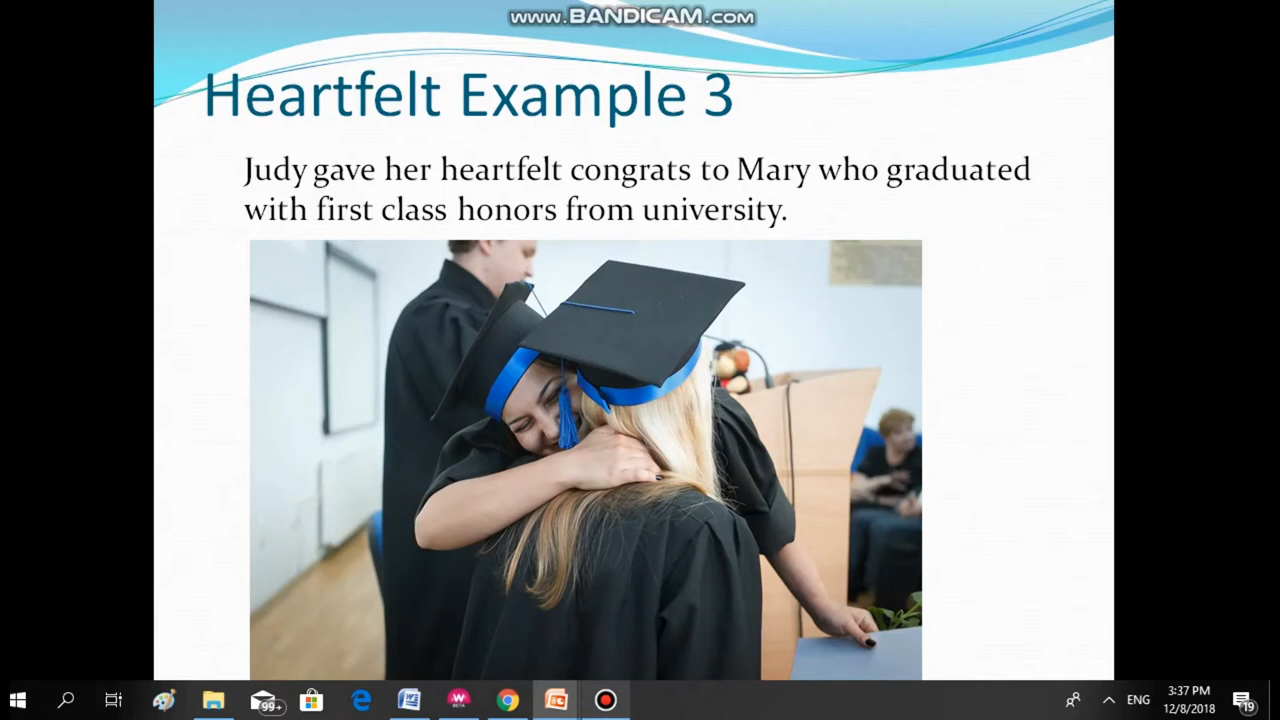 www.BANDICAM.com
Heartfelt Example 3
Judy gave her heartfelt congrats to Mary who graduated
with first class honors from university.
99+
BETA
ENG
3:37 PM
12/8/2018
19